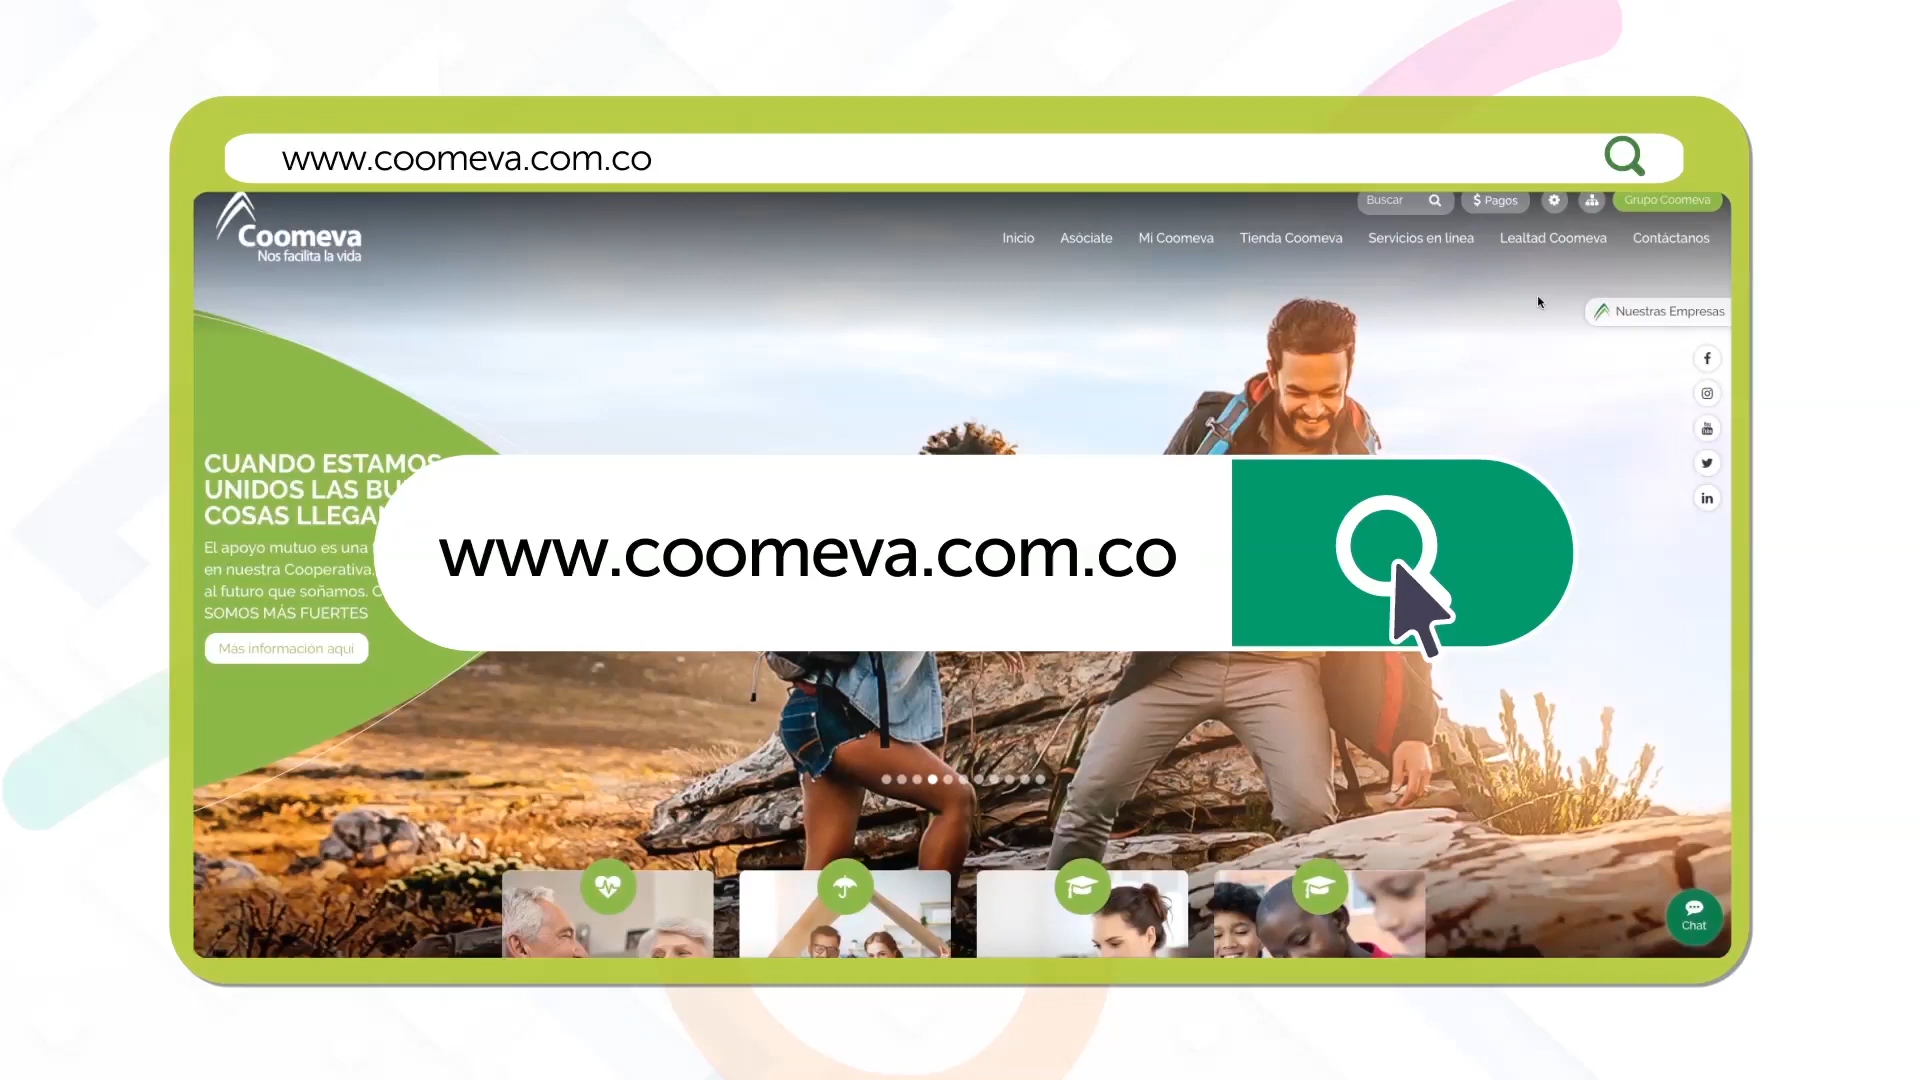 www.coomeva.com.co
Buscar
$ Pagos
Grupo Coomeva
Coomeva
Nos facilita la vida
Inicio
Asóciate
Mi Coomeva
Tienda Coomeva
Servicios en línea
Lealtad Coomeva
Contáctanos
Nuestras Empresas
CUANDO ESTAMOS
UNIDOS LAS BU
COSAS LLEGAN
El apoyo mutuo es una
en nuestra Cooperativa,
al futuro que soñamos.
SOMOS MÁS FUERTES
Más información aquí
www.coomeva.com.co
Chat